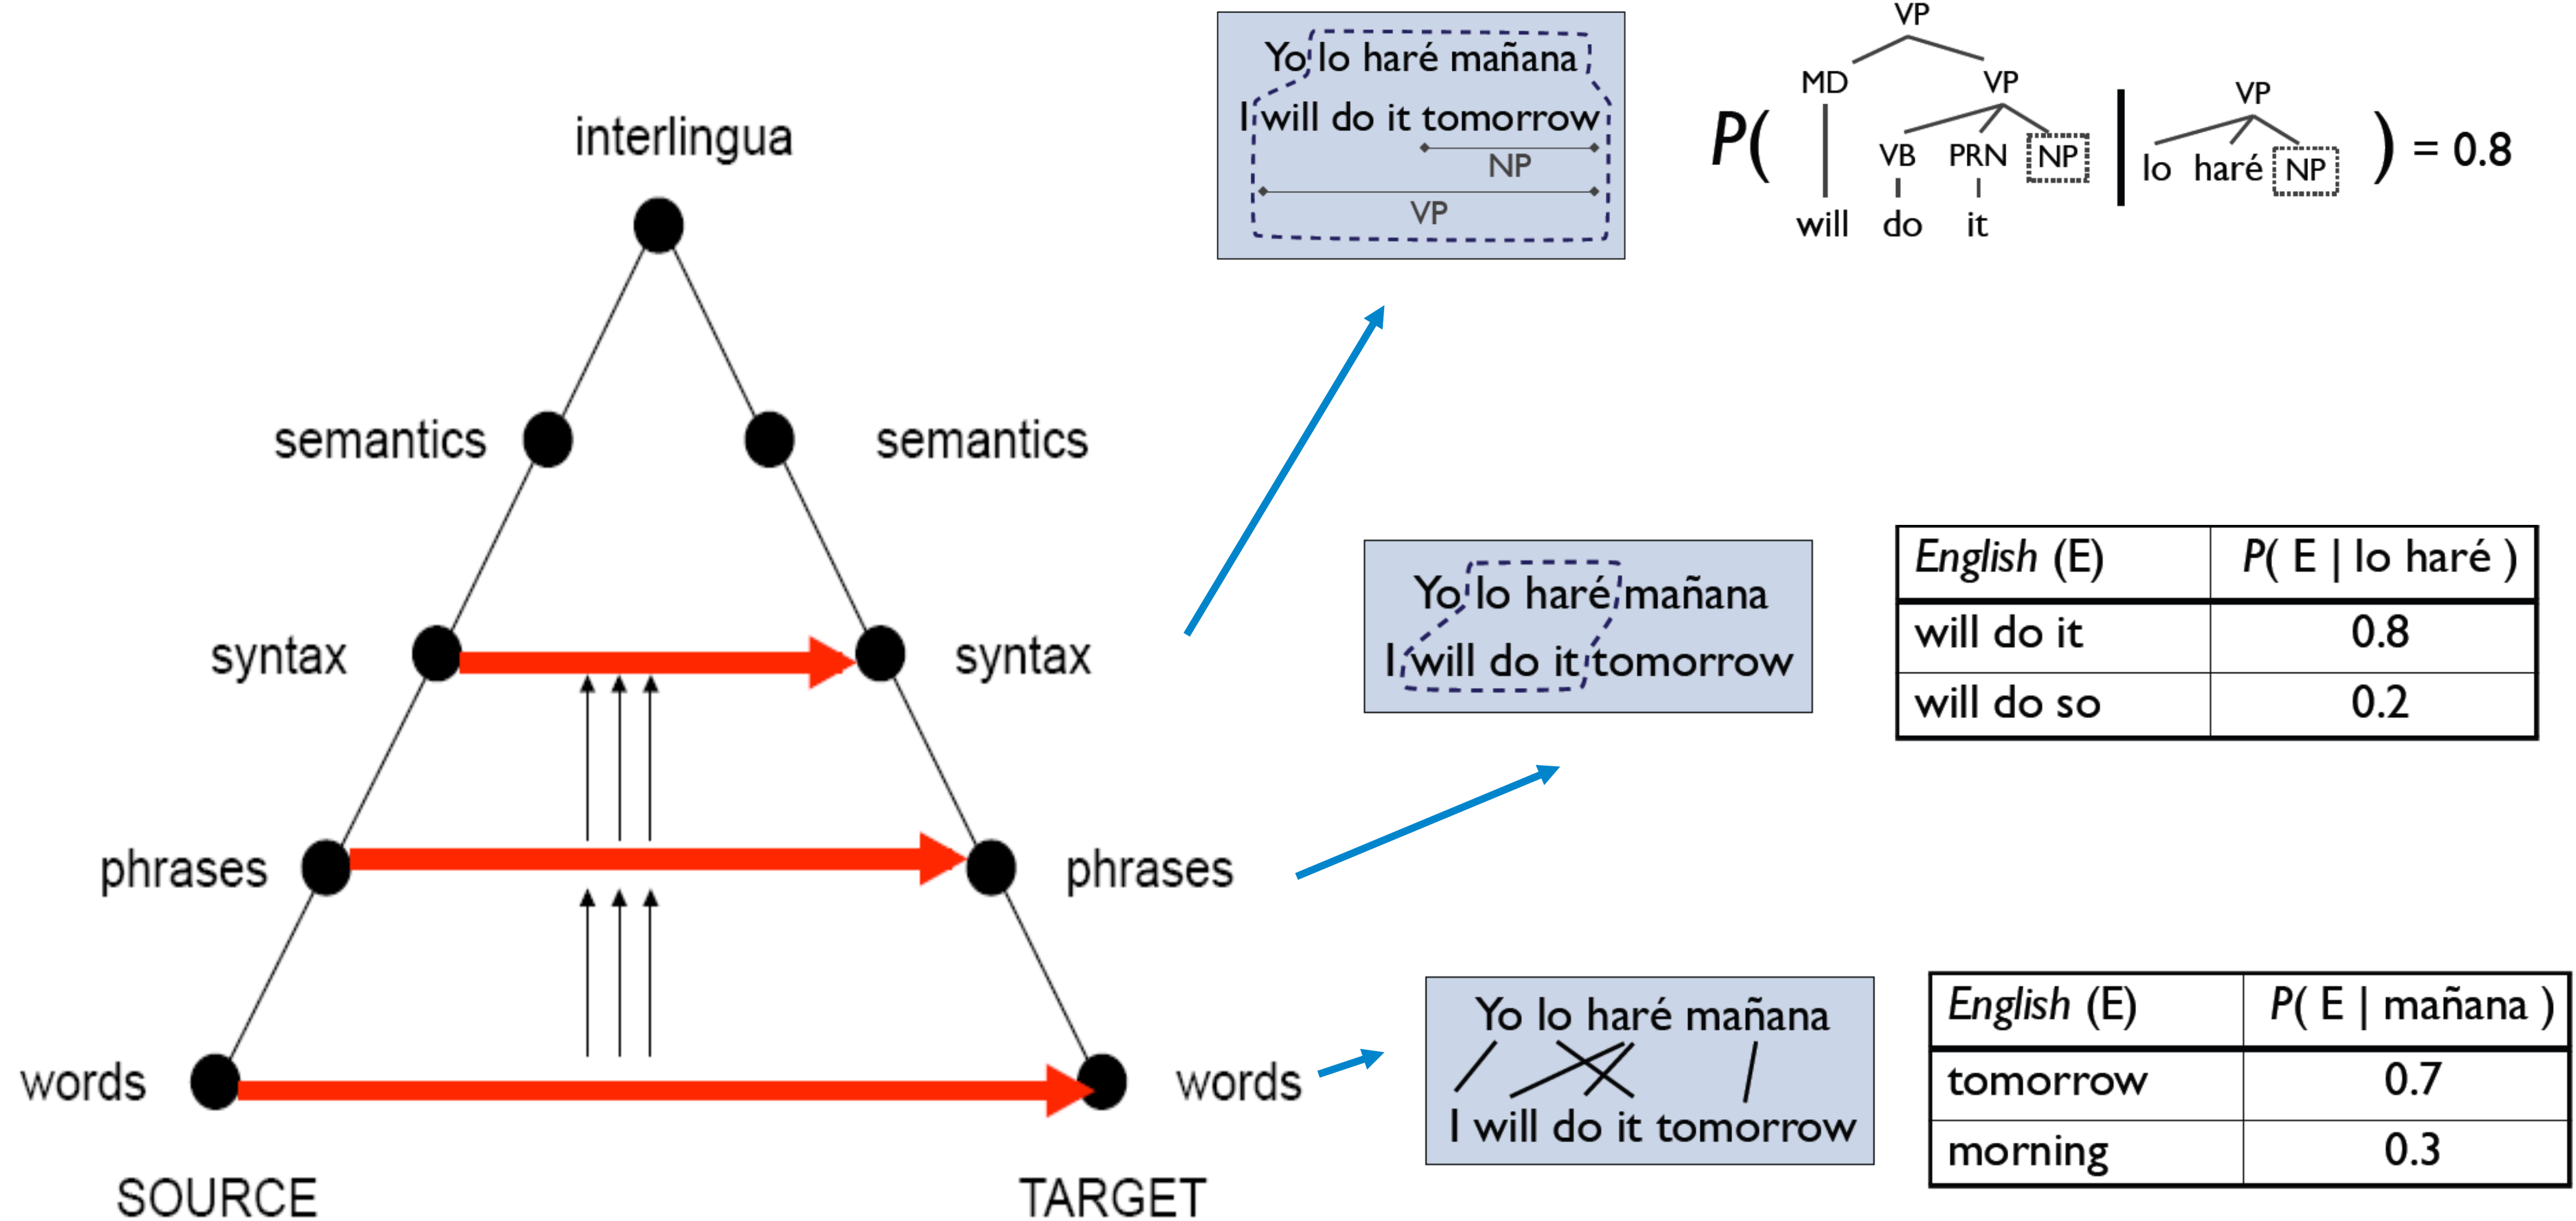 interlingua
semantics
semantics
syntax
syntax
phrases
phrases
words
words
SOURCE
TARGET
Yo lo haré mañana
I will do it tomorrow
NP
VP
VP
MD
VP
P(
VB
PRN
NP
will
do
it
VP
lo haré NP
) = 0.8
Yo lo haré mañana
I will do it tomorrow
English (E)
P( E | lo haré )
will do it
0.8
will do so
0.2
Yo lo haré mañana
I will do it tomorrow
English (E)
P( E | mañana )
tomorrow
0.7
morning
0.3